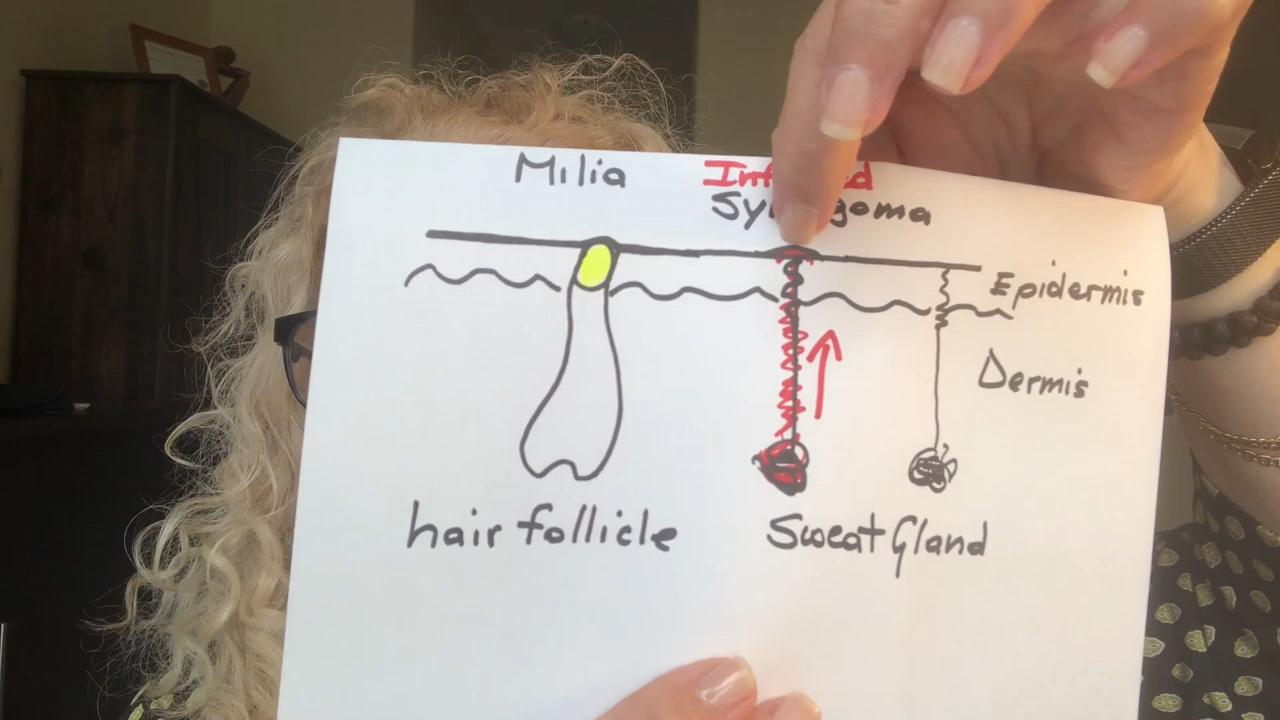 Milia
Epidermis
Dermis
hair follicle
Sweat Gland